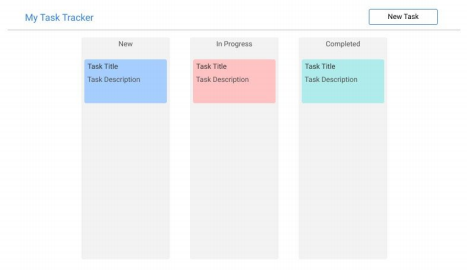 My Task Tracker
New Task
New
In Progress
Completed
Task Title
Task Description
Task Title
Task Description
Task Title
Task Description